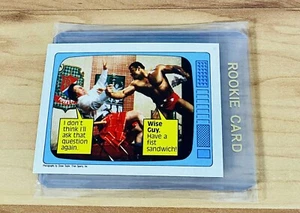 I don't
think I'll
ask that
question
again.
Wise
Guy.
Have a
fist
sandwich!
ROOKIE CARD